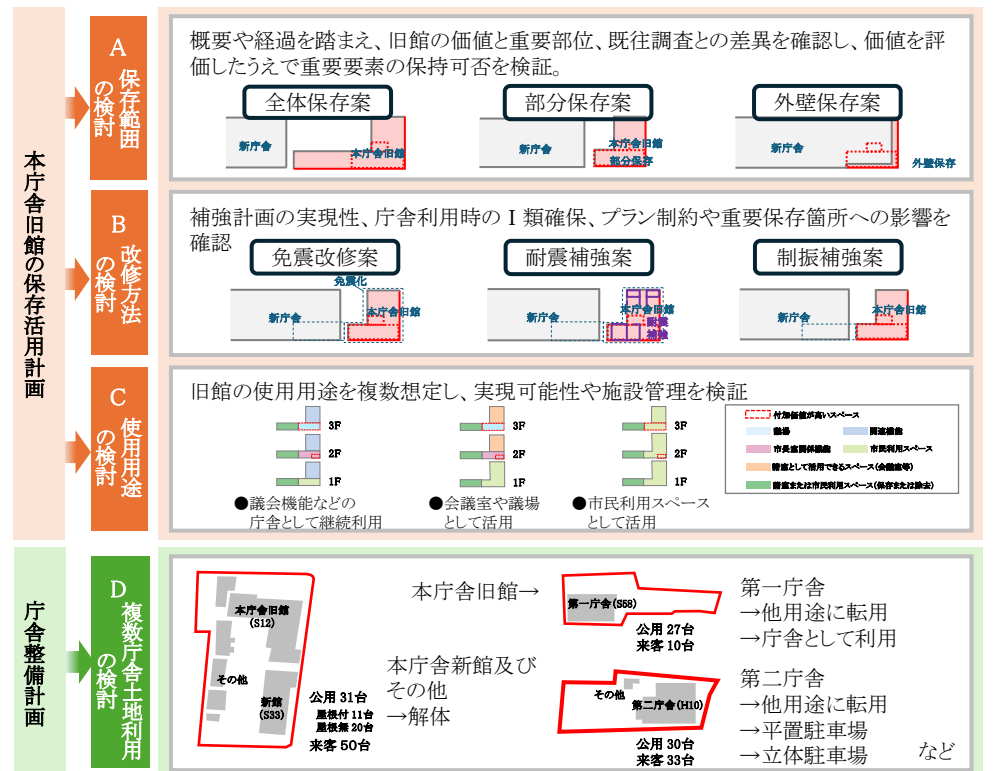 本庁舎旧館の保存活用計画
A
保存範囲
の検討
概要や経過を踏まえ、旧館の価値と重要部位、既往調査との差異を確認し、価値を評
価したうえで重要要素の保持可否を検証。
全体保存案
部分保存案
外壁保存案
新庁舎
本庁舎旧館
新庁舎
本庁舎旧館
部分保存
新庁舎
外壁保存
B
改修方法
の検討
補強計画の実現性、庁舎利用時のⅠ類確保、プラン制約や重要保存箇所への影響を
確認
免震改修案
耐震補強案
制振補強案
免震化
新庁舎
本庁舎旧館
新庁舎
本庁舎旧館
耐震
補強
新庁舎
本庁舎旧館
C
使用用途
の検討
旧館の使用用途を複数想定し、実現可能性や施設管理を検証
3F
2F
1F
●議会機能などの
庁舎として継続利用
3F
2F
1F
●会議室や議場
として活用
3F
2F
1F
●市民利用スペース
として活用
付加価値が高いスペース
議場
関連機能
市長室関係機能
市民利用スペース
諸室として活用できるスペース(会議室等)
諸室または市民利用スペース(保存または除去)
庁舎整備計画
D
複数庁舎土地利用
の検討
本庁舎旧館
(S12)
その他
新館
(S33)
公用 31台
屋根付 11台
屋根無 20台
来客 50台
本庁舎旧館→
本庁舎新館及び
その他
→解体
第一庁舎(S58)
公用 27台
来客 10台
第一庁舎
→他用途に転用
→庁舎として利用
その他
第二庁舎(H10)
公用 30台
来客 33台
第二庁舎
→他用途に転用
→平置駐車場
→立体駐車場
など